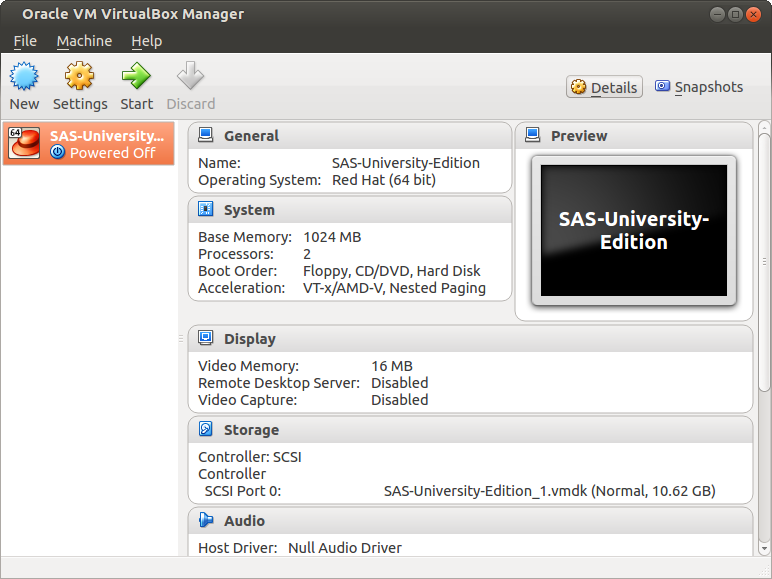 Oracle VM VirtualBox Manager
File Machine Help
New Settings Start Discard Details Snapshots
64 SAS-University...
Powered Off
General
Name: SAS-University-Edition
Operating System: Red Hat (64 bit)
System
Base Memory: 1024 MB
Processors: 2
Boot Order: Floppy, CD/DVD, Hard Disk
Acceleration: VT-x/AMD-V, Nested Paging
Preview
SAS-University-
Edition
Display
Video Memory: 16 MB
Remote Desktop Server: Disabled
Video Capture: Disabled
Storage
Controller: SCSI
Controller
SCSI Port 0: SAS-University-Edition_1.vmdk (Normal, 10.62 GB)
Audio
Host Driver: Null Audio Driver